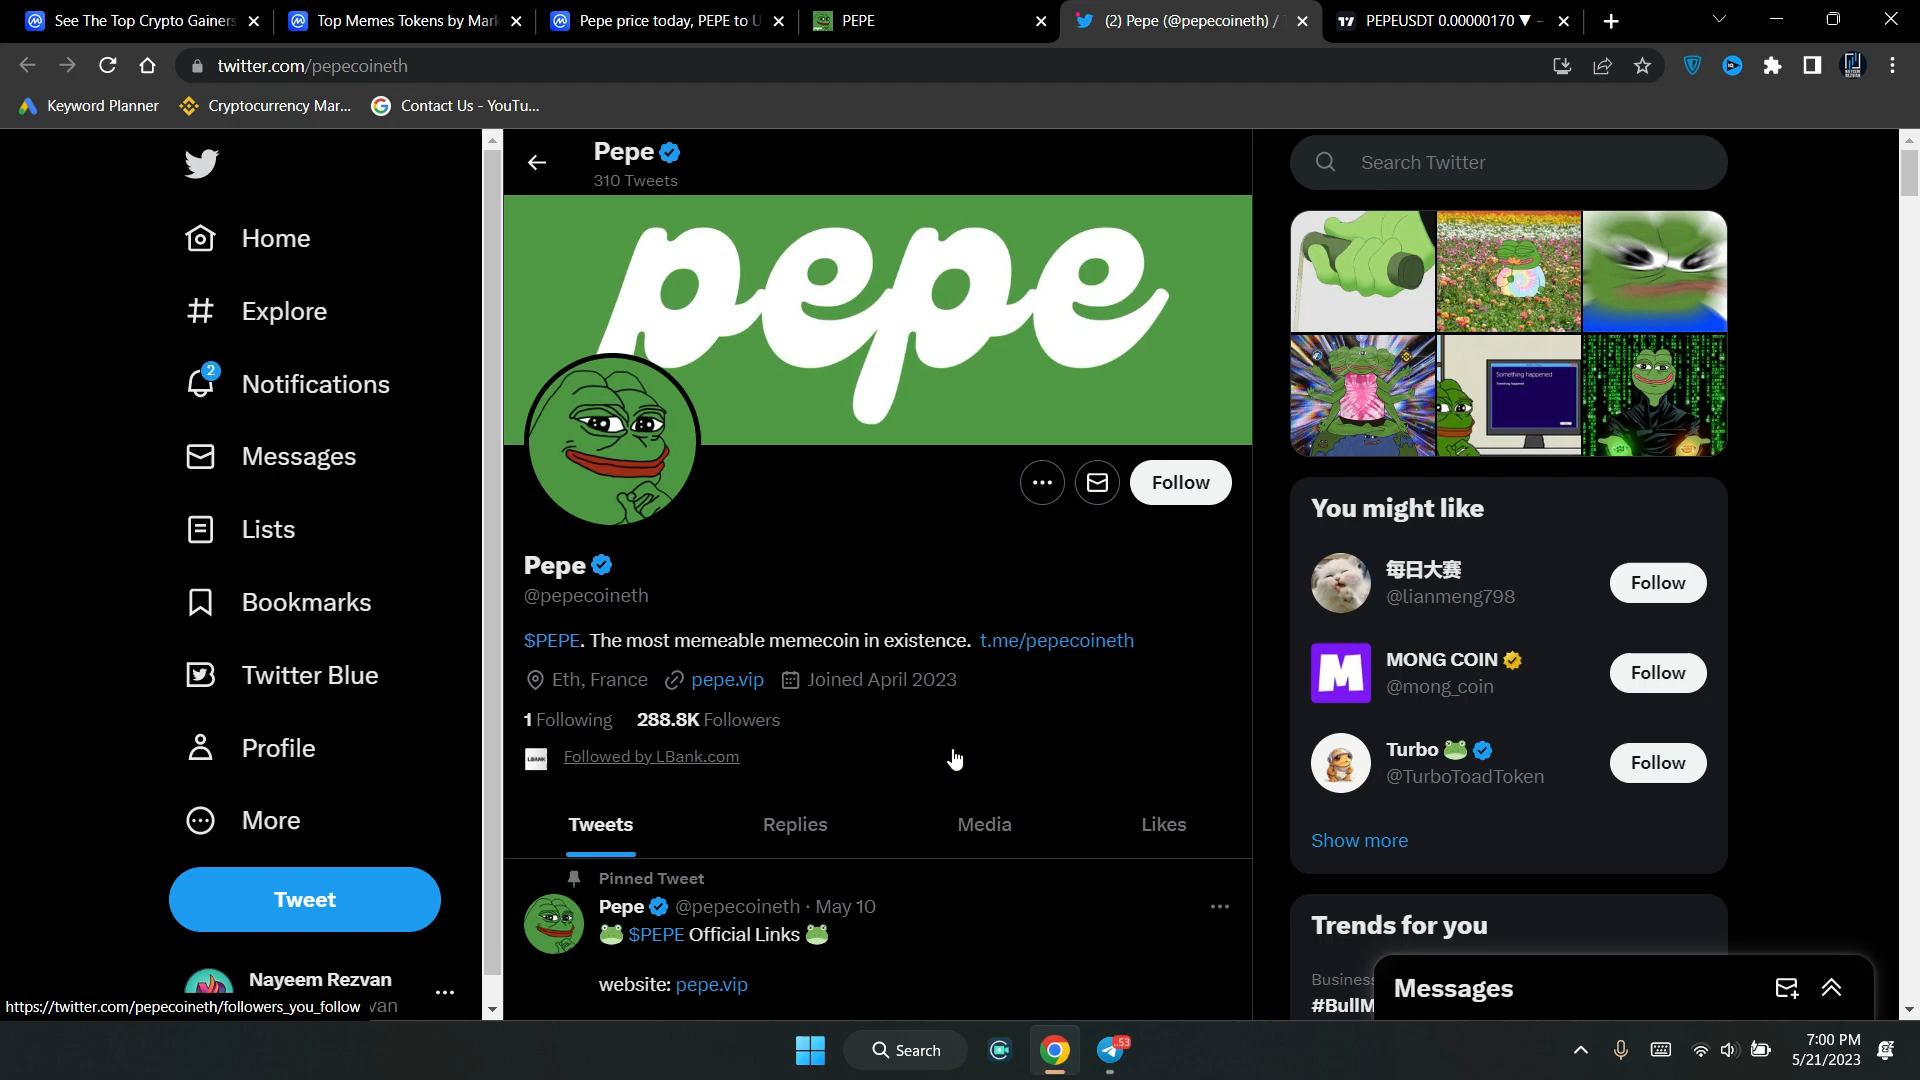 See The Top Crypto Gainers
Top Memes Tokens by Mark
Pepe price today, PEPE to U
PEPE
(2) Pepe (@pepecoineth) /
PEPEUSDT 0.00000170 ▼ -
twitter.com/pepecoineth
Keyword Planner
Cryptocurrency Mar...
Contact Us - YouTu...
Home
Explore
2
Notifications
Messages
Lists
Bookmarks
Twitter Blue
Profile
More
Tweet
Nayeem Rezvan
https://twitter.com/pepecoineth/followers_you_follow
Pepe
310 Tweets
pepe
Follow
Pepe
@pepecoineth
$PEPE. The most memeable memecoin in existence. t.me/pepecoineth
Eth, France pepe.vip Joined April 2023
1 Following 288.8K Followers
LBANK
Followed by LBank.com
Tweets Replies Media Likes
Pinned Tweet
Pepe @pepecoineth · May 10
🐸 $PEPE Official Links 🐸
website: pepe.vip
Search Twitter
Something happened
You might like
每日大赛
@lianmeng798
Follow
M
MONG COIN
@mong_coin
Follow
Turbo 🐸
@TurboToadToken
Follow
Show more
Trends for you
Business
#BullM
Messages
Search
53
7:00 PM
5/21/2023